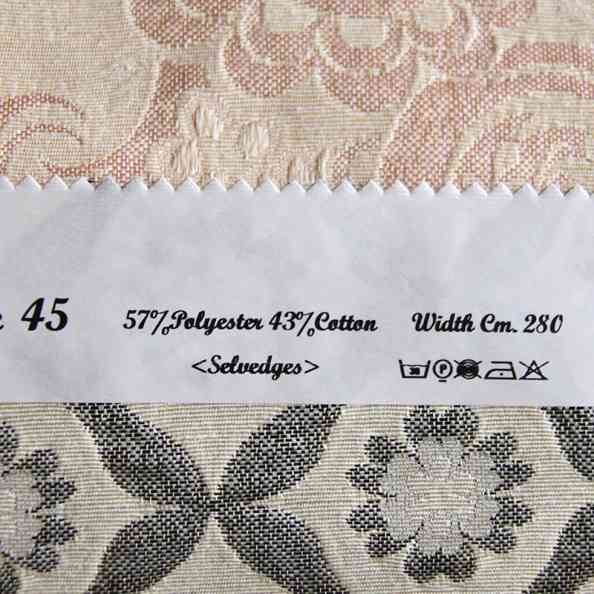 45 57%Polyester 43%Cotton Width Cm. 280
<Selvedges>